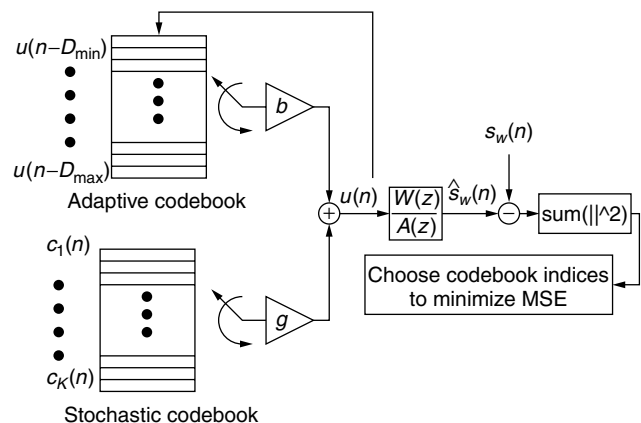 u(n−D_min)
u(n−D_max)
Adaptive codebook
b
s_w(n)
u(n)
W(z)
A(z)
ŝ_w(n)
+
−
sum(||^2)
Choose codebook indices
to minimize MSE
c_1(n)
g
c_K(n)
Stochastic codebook